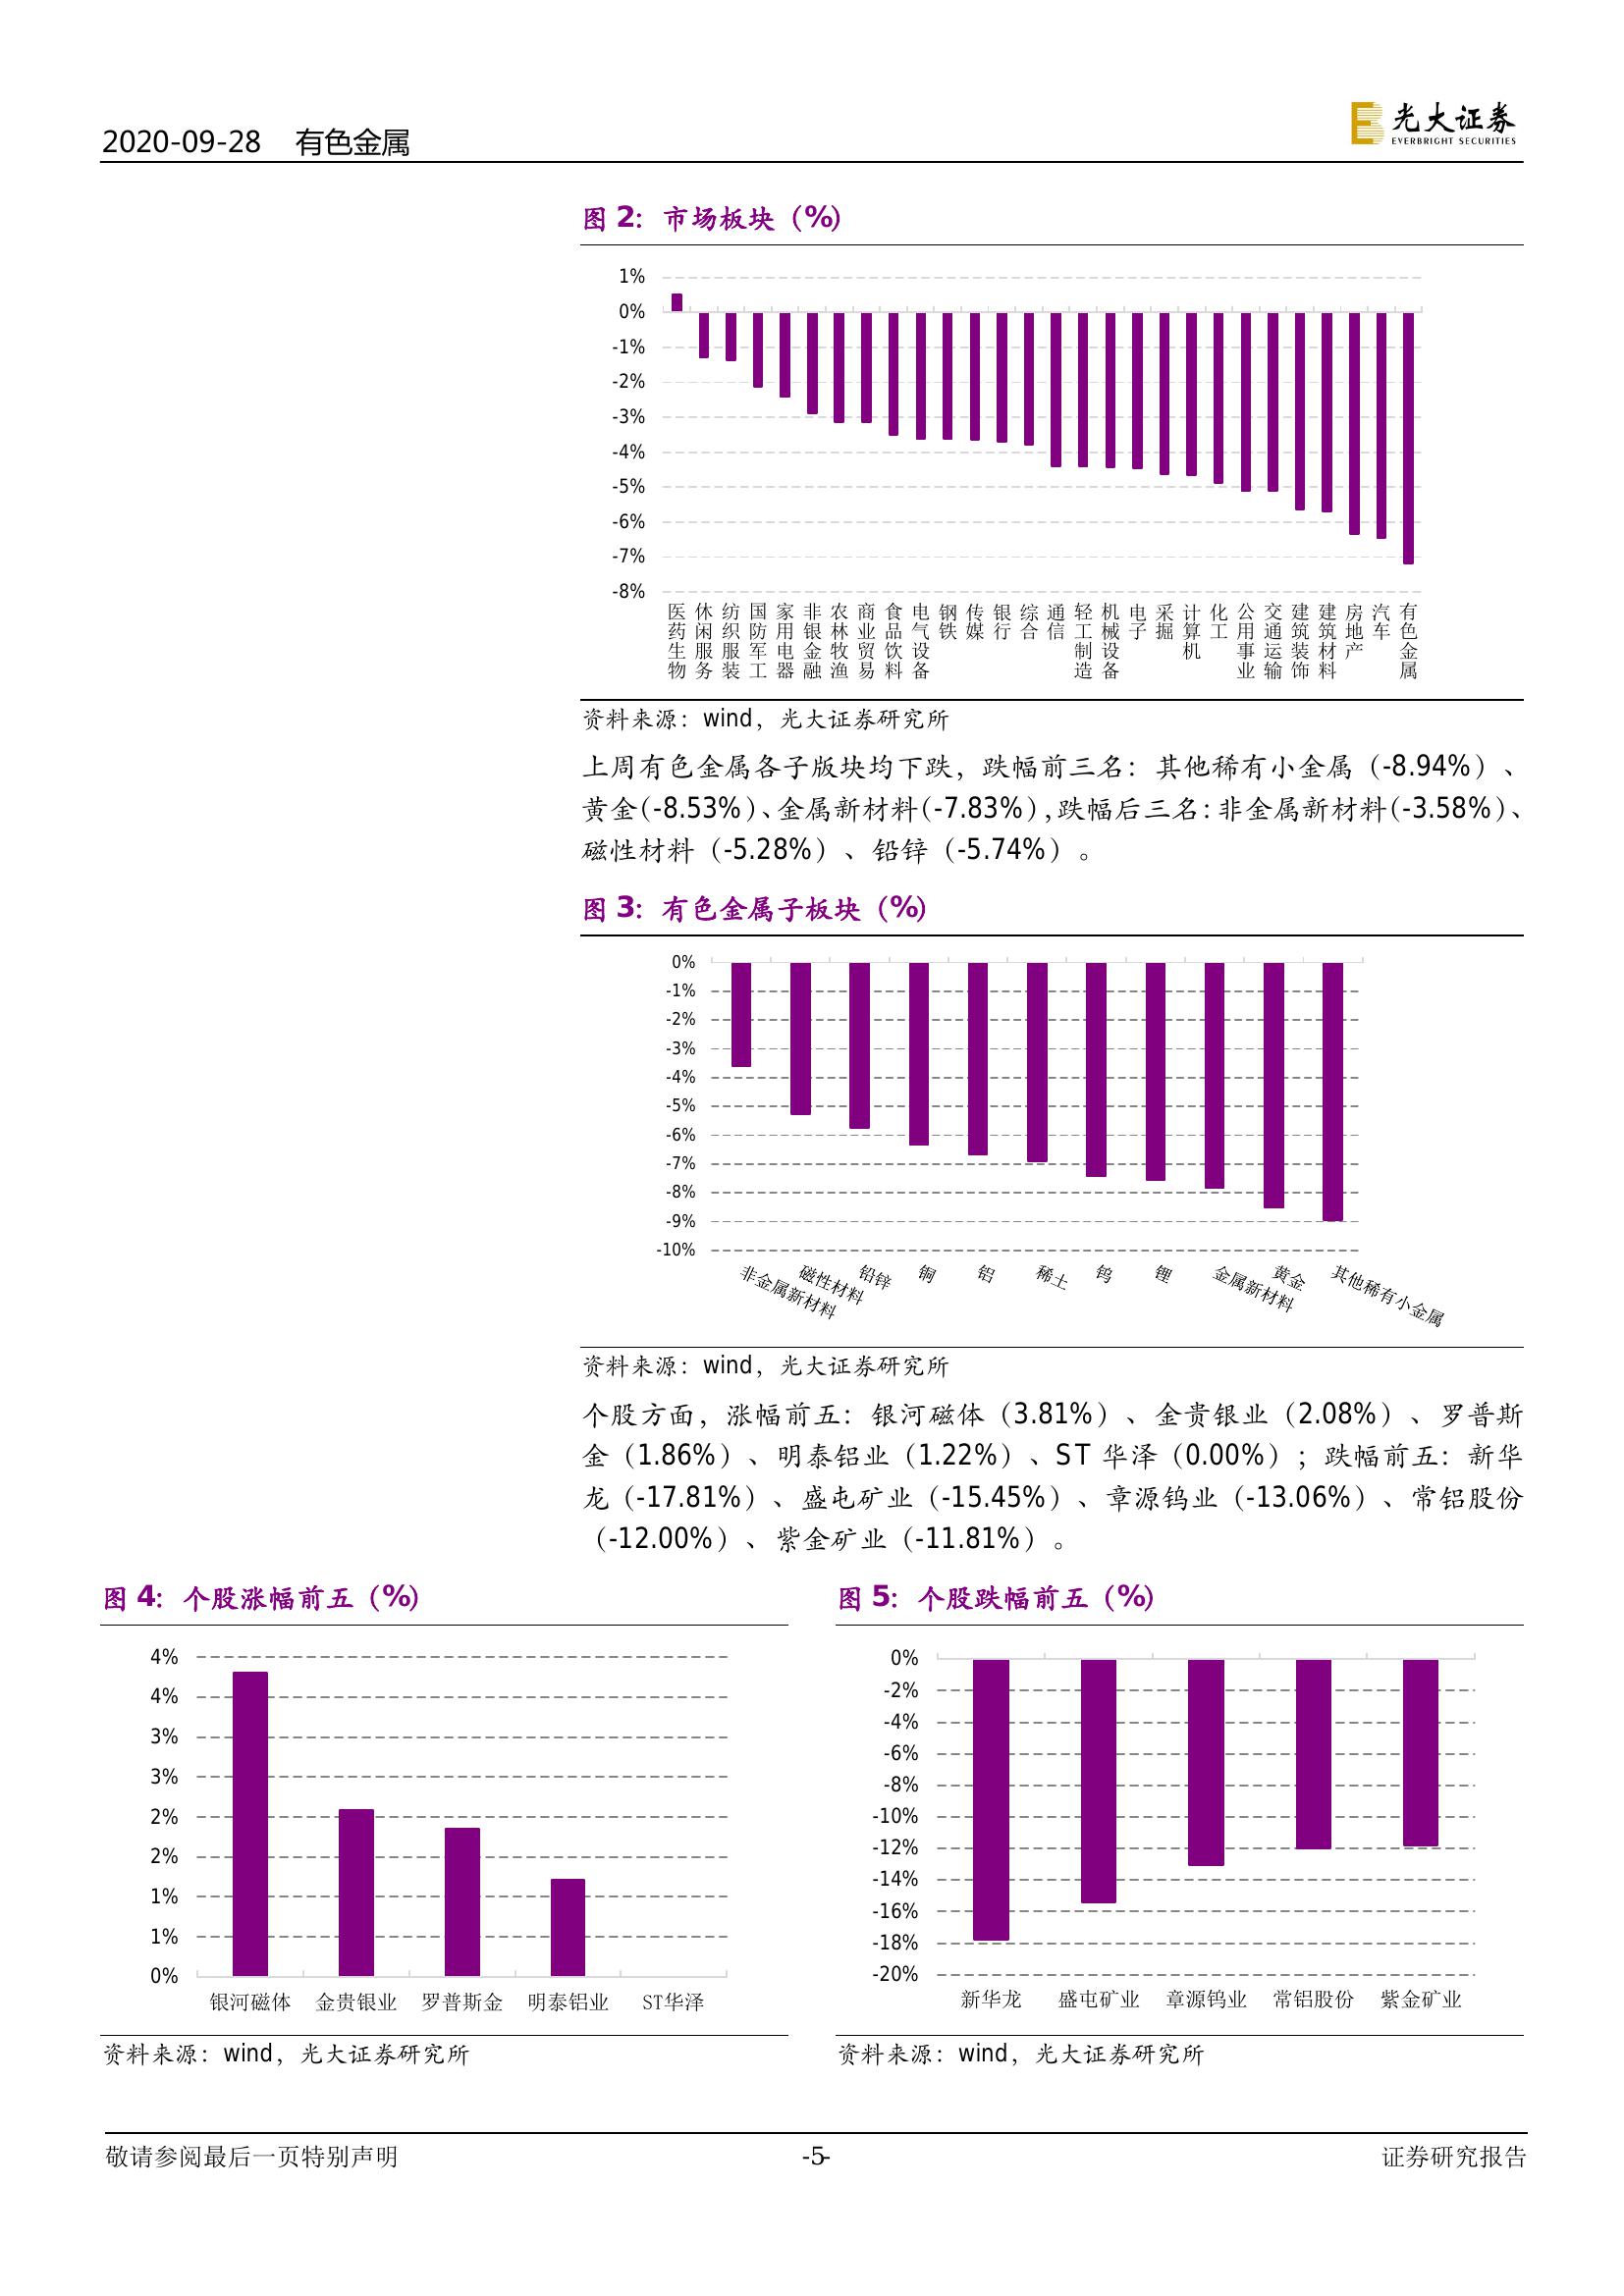 2020-09-28 有色金属
光大证券
EVERBRIGHT SECURITIES
图 2：市场板块（%）
1%
0%
-1%
-2%
-3%
-4%
-5%
-6%
-7%
-8%
医药生物
休闲服务
纺织服装
国防军工
家用电器
非银金融
农林牧渔
商业贸易
食品饮料
电气设备
钢铁
传媒
银行
综合
通信
轻工制造
机械设备
电子
采掘
计算机
化工
公用事业
交通运输
建筑装饰
建筑材料
房地产
汽车
有色金属
资料来源：wind，光大证券研究所
上周有色金属各子版块均下跌，跌幅前三名：其他稀有小金属（-8.94%）、
黄金(-8.53%)、金属新材料(-7.83%)，跌幅后三名：非金属新材料(-3.58%)、
磁性材料（-5.28%）、铅锌（-5.74%）。
图 3：有色金属子板块（%）
0%
-1%
-2%
-3%
-4%
-5%
-6%
-7%
-8%
-9%
-10%
非金属新材料
磁性材料
铅锌
铜
铝
稀土
钨
锂
金属新材料
黄金
其他稀有小金属
资料来源：wind，光大证券研究所
个股方面，涨幅前五：银河磁体（3.81%）、金贵银业（2.08%）、罗普斯
金（1.86%）、明泰铝业（1.22%）、ST 华泽（0.00%）；跌幅前五：新华
龙（-17.81%）、盛屯矿业（-15.45%）、章源钨业（-13.06%）、常铝股份
（-12.00%）、紫金矿业（-11.81%）。
图 4：个股涨幅前五（%）
4%
4%
3%
3%
2%
2%
1%
1%
0%
银河磁体 金贵银业 罗普斯金 明泰铝业 ST华泽
资料来源：wind，光大证券研究所
图 5：个股跌幅前五（%）
0%
-2%
-4%
-6%
-8%
-10%
-12%
-14%
-16%
-18%
-20%
新华龙 盛屯矿业 章源钨业 常铝股份 紫金矿业
资料来源：wind，光大证券研究所
敬请参阅最后一页特别声明 -5- 证券研究报告